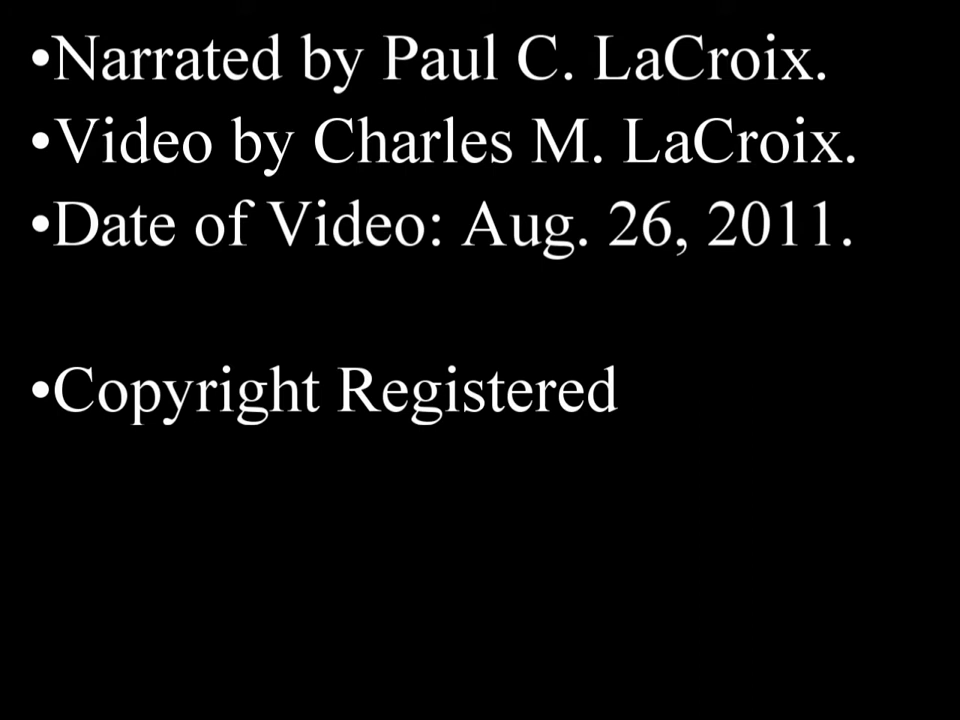 •Narrated by Paul C. LaCroix.
•Video by Charles M. LaCroix.
•Date of Video: Aug. 26, 2011.
•Copyright Registered